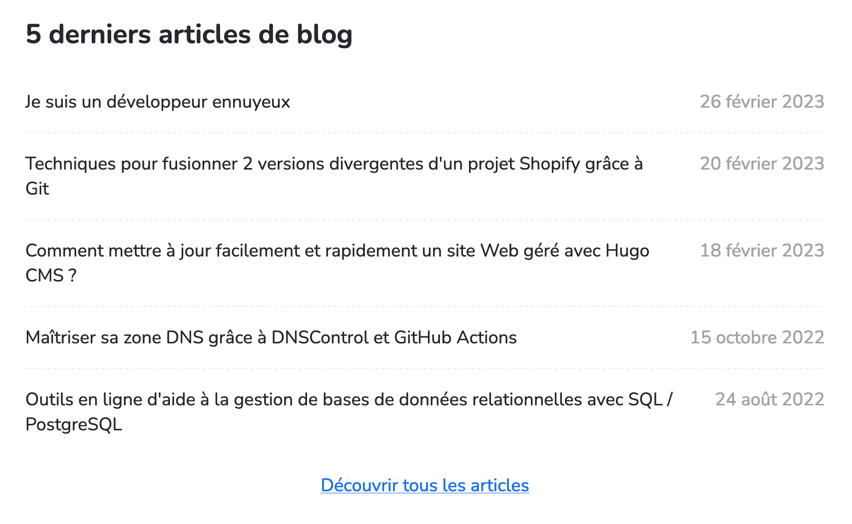 5 derniers articles de blog
Je suis un développeur ennuyeux
26 février 2023
Techniques pour fusionner 2 versions divergentes d'un projet Shopify grâce à
Git
20 février 2023
Comment mettre à jour facilement et rapidement un site Web géré avec Hugo
CMS ?
18 février 2023
Maîtriser sa zone DNS grâce à DNSControl et GitHub Actions
15 octobre 2022
Outils en ligne d'aide à la gestion de bases de données relationnelles avec SQL /
PostgreSQL
24 août 2022
Découvrir tous les articles